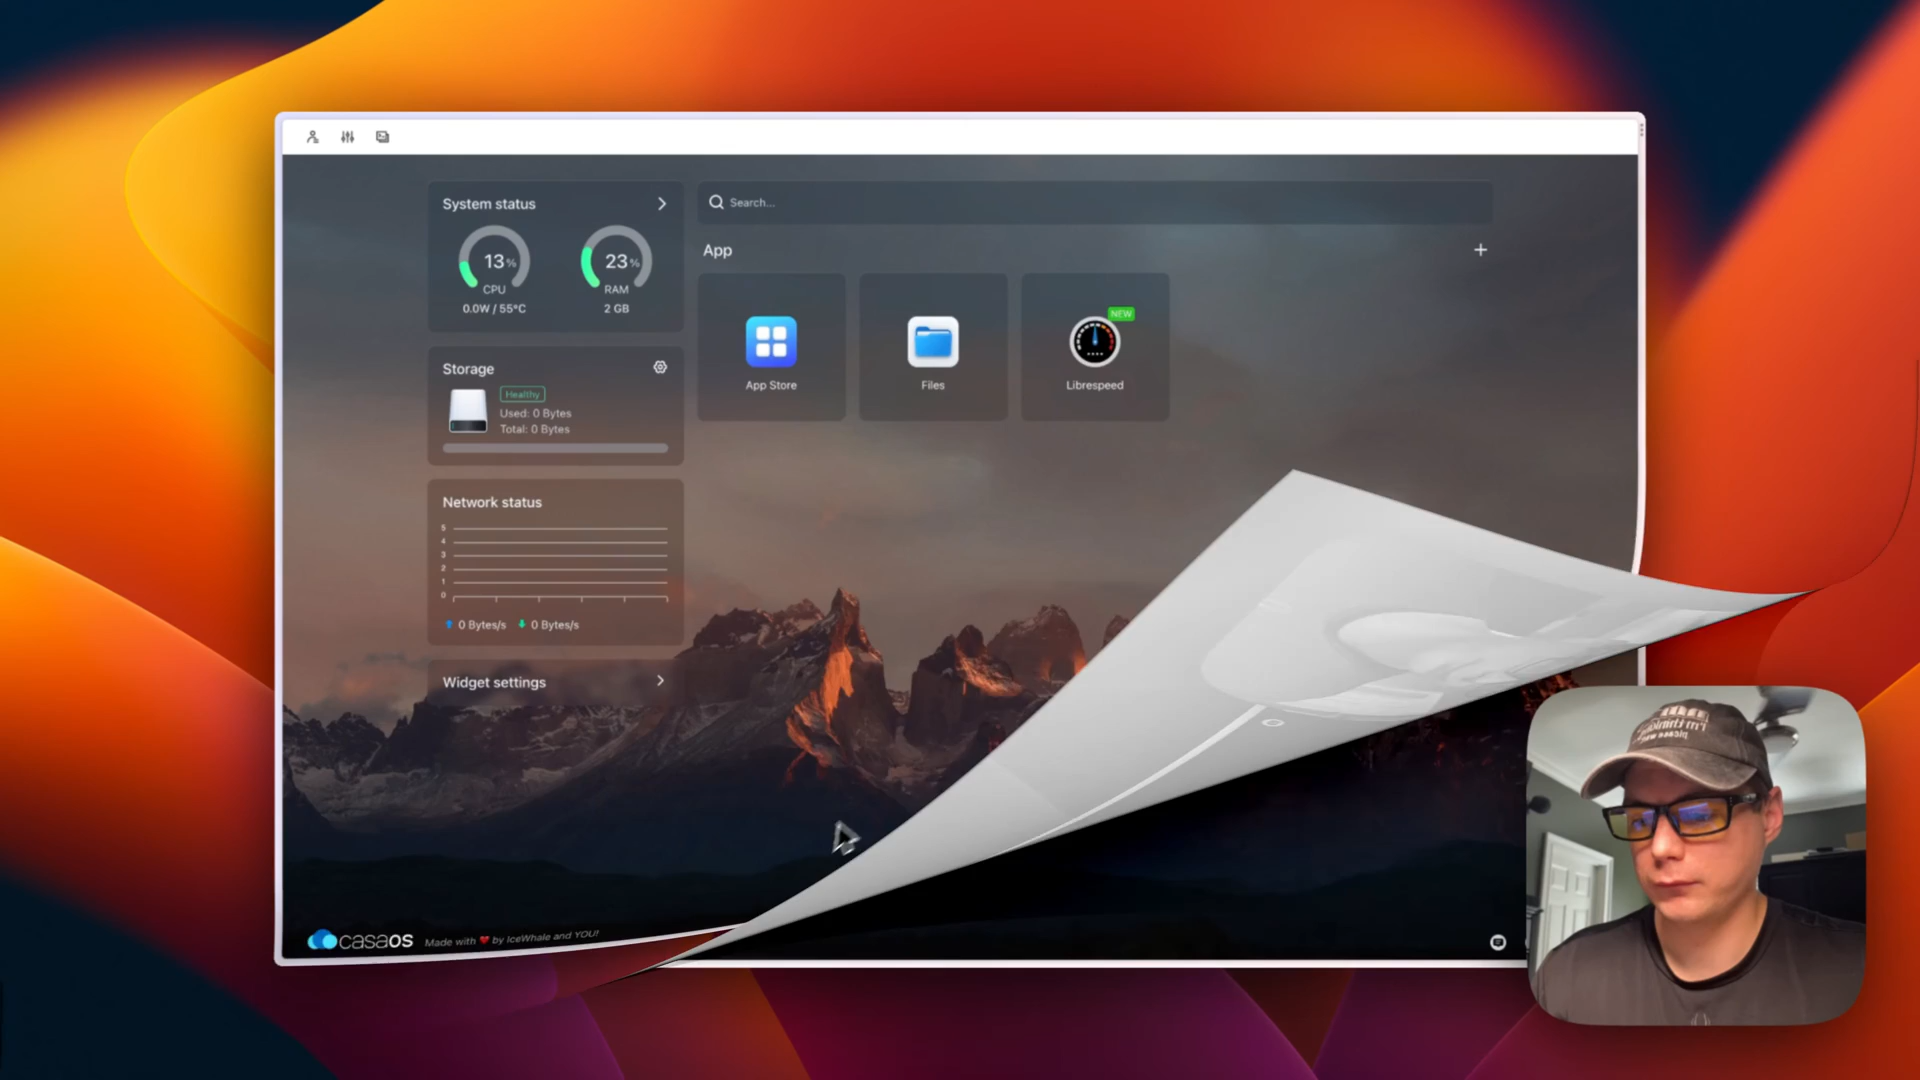 System status
13%
CPU
0.0W / 55°C
23%
RAM
2 GB
Storage
Healthy
Used: 0 Bytes
Total: 0 Bytes
Network status
5
4
3
2
1
0
0 Bytes/s
0 Bytes/s
Widget settings
Search...
App
App Store
Files
NEW
Librespeed
casaOS
Made with ❤ by IceWhale and YOU!